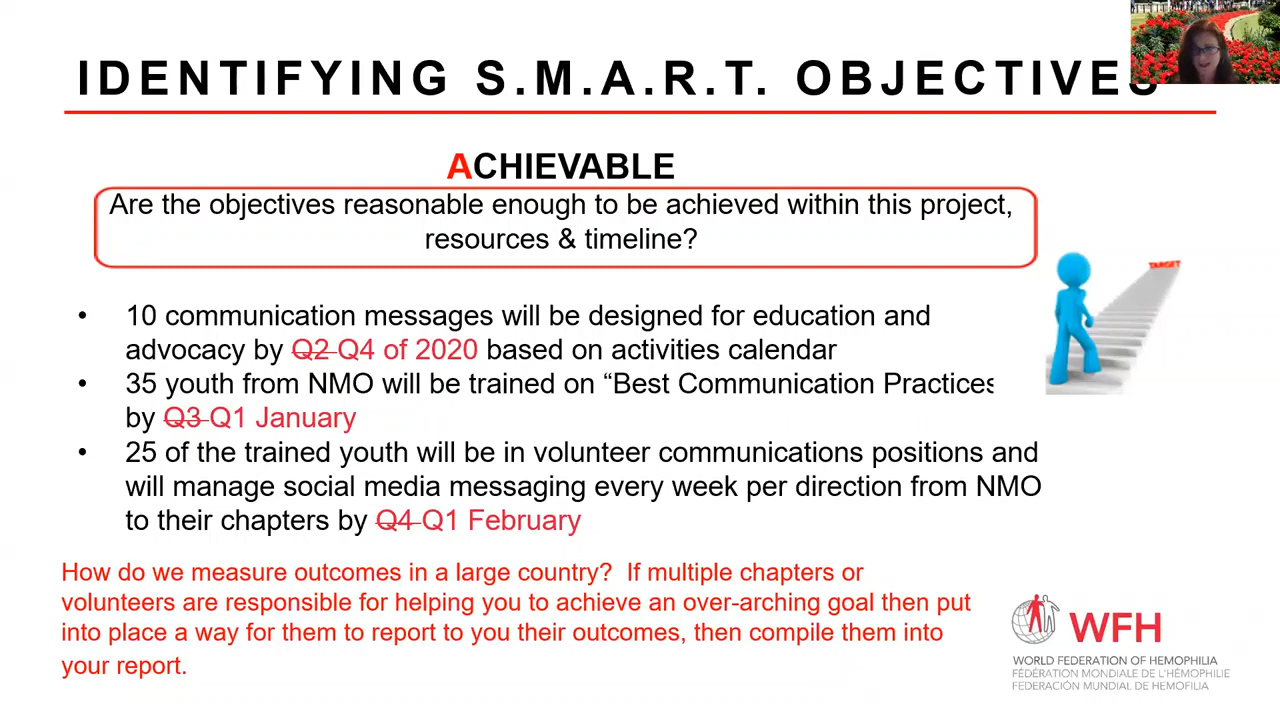 IDENTIFYING S.M.A.R.T. OBJECTIVES
ACHIEVABLE
Are the objectives reasonable enough to be achieved within this project,
resources & timeline?
TARGET
• 10 communication messages will be designed for education and
advocacy by Q2 Q4 of 2020 based on activities calendar
• 35 youth from NMO will be trained on “Best Communication Practices
by Q3 Q1 January
• 25 of the trained youth will be in volunteer communications positions and
will manage social media messaging every week per direction from NMO
to their chapters by Q4 Q1 February
How do we measure outcomes in a large country? If multiple chapters or
volunteers are responsible for helping you to achieve an over-arching goal then put
into place a way for them to report to you their outcomes, then compile them into
your report.
WFH
WORLD FEDERATION OF HEMOPHILIA
FÉDÉRATION MONDIALE DE L'HÉMOPHILIE
FEDERACIÓN MUNDIAL DE HEMOFILIA